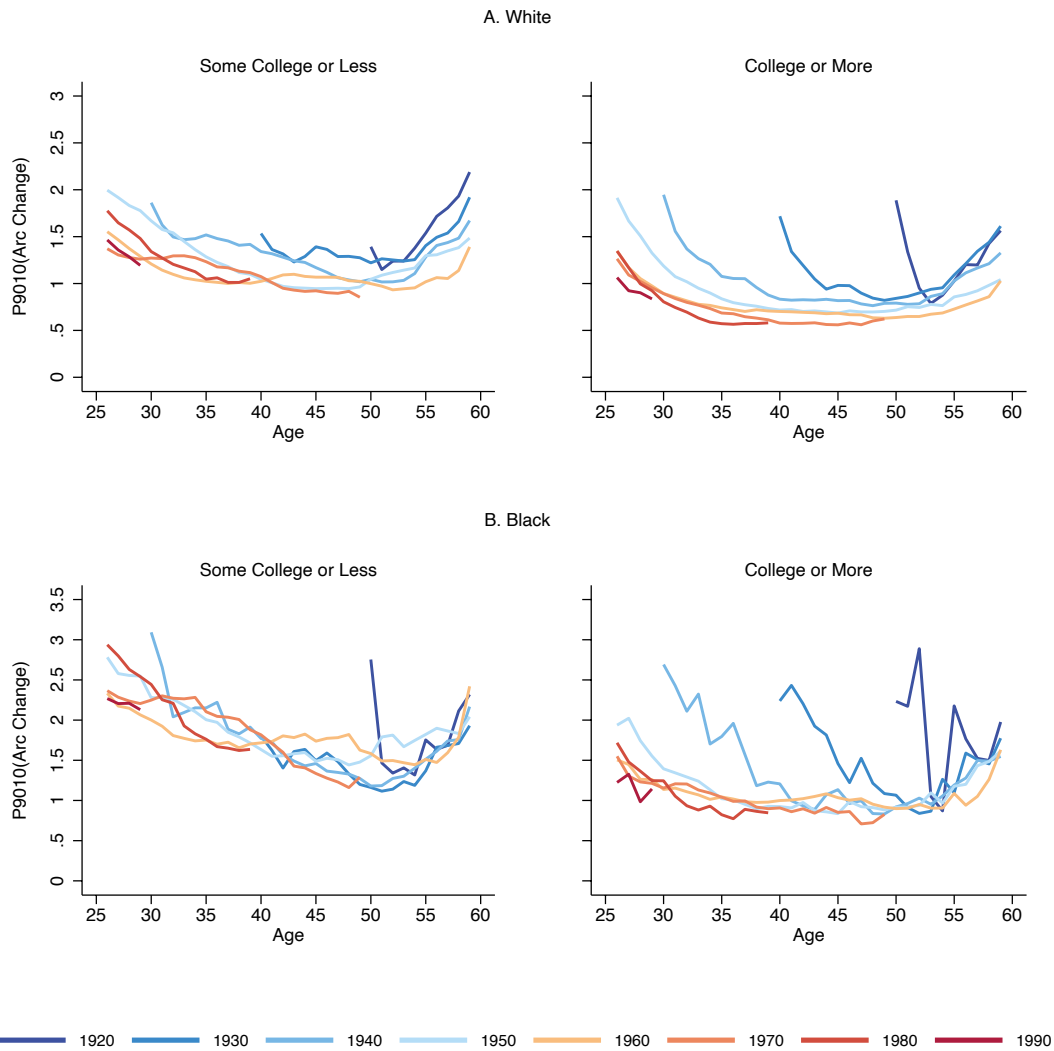 A. White
Some College or Less
College or More
P9010(Arc Change)
3
2.5
2
1.5
1
.5
0
25 30 35 40 45 50 55 60
Age
25 30 35 40 45 50 55 60
Age
B. Black
Some College or Less
College or More
P9010(Arc Change)
3.5
3
2.5
2
1.5
1
.5
0
25 30 35 40 45 50 55 60
Age
25 30 35 40 45 50 55 60
Age
1920 1930 1940 1950 1960 1970 1980 1990